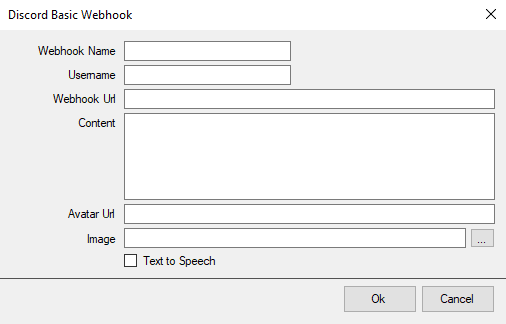 Discord Basic Webhook
Webhook Name
Username
Webhook Url
Content
Avatar Url
Image
...
Text to Speech
Ok
Cancel